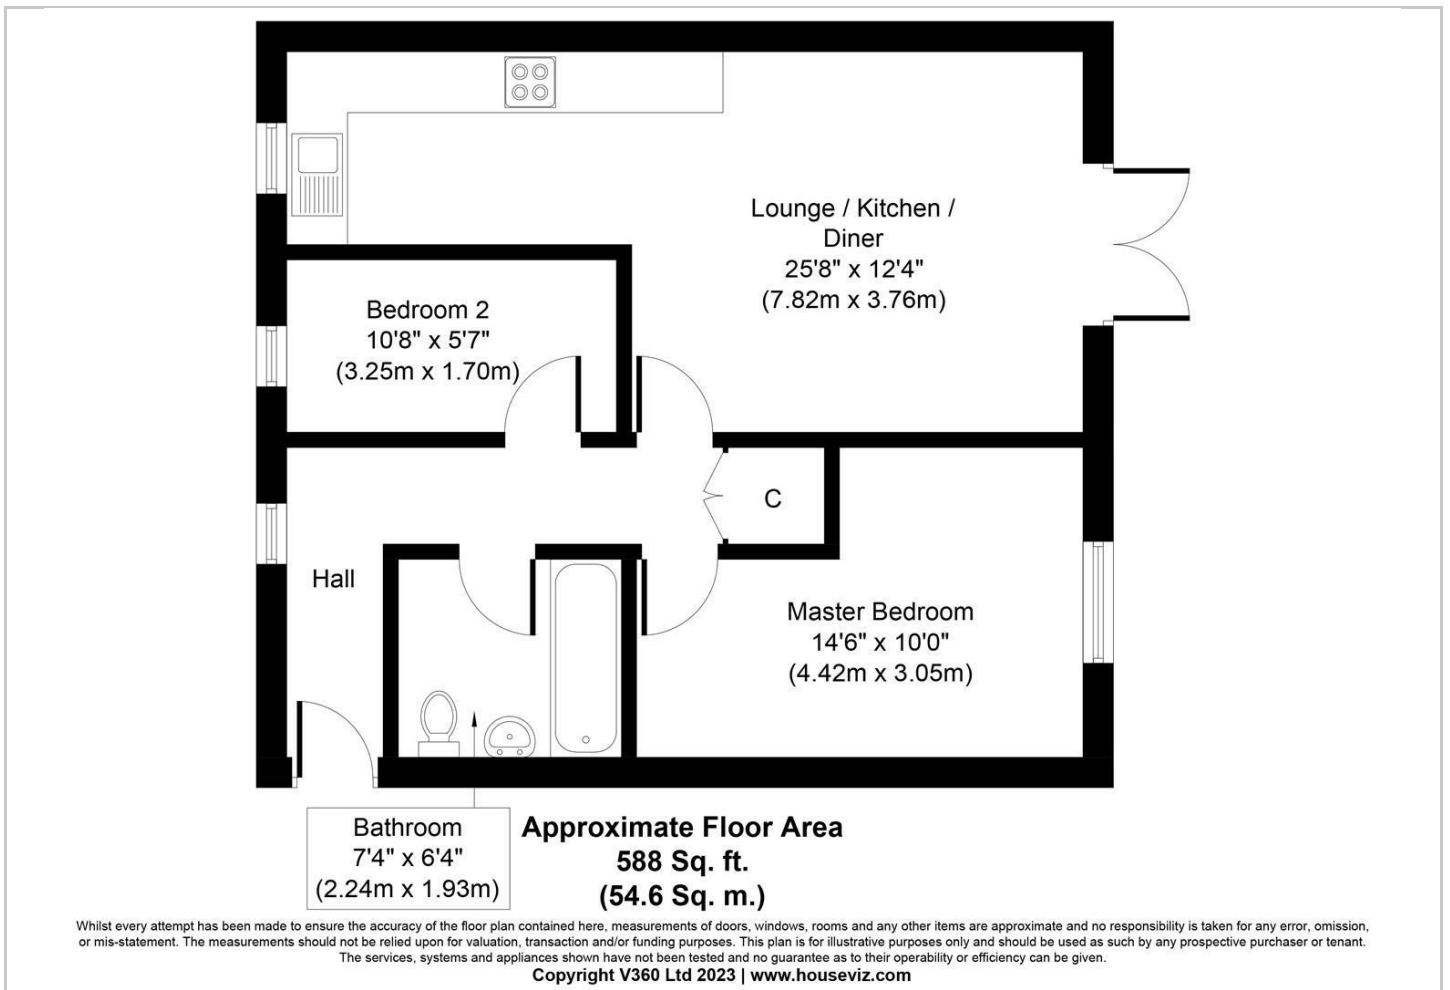 Lounge / Kitchen /
Diner
25'8" x 12'4"
(7.82m x 3.76m)
Bedroom 2
10'8" x 5'7"
(3.25m x 1.70m)
C
Hall
Master Bedroom
14'6" x 10'0"
(4.42m x 3.05m)
Bathroom
7'4" x 6'4"
(2.24m x 1.93m)
Approximate Floor Area
588 Sq. ft.
(54.6 Sq. m.)
Whilst every attempt has been made to ensure the accuracy of the floor plan contained here, measurements of doors, windows, rooms and any other items are approximate and no responsibility is taken for any error, omission,
or mis-statement. The measurements should not be relied upon for valuation, transaction and/or funding purposes. This plan is for illustrative purposes only and should be used as such by any prospective purchaser or tenant.
The services, systems and appliances shown have not been tested and no guarantee as to their operability or efficiency can be given.
Copyright V360 Ltd 2023 | www.houseviz.com